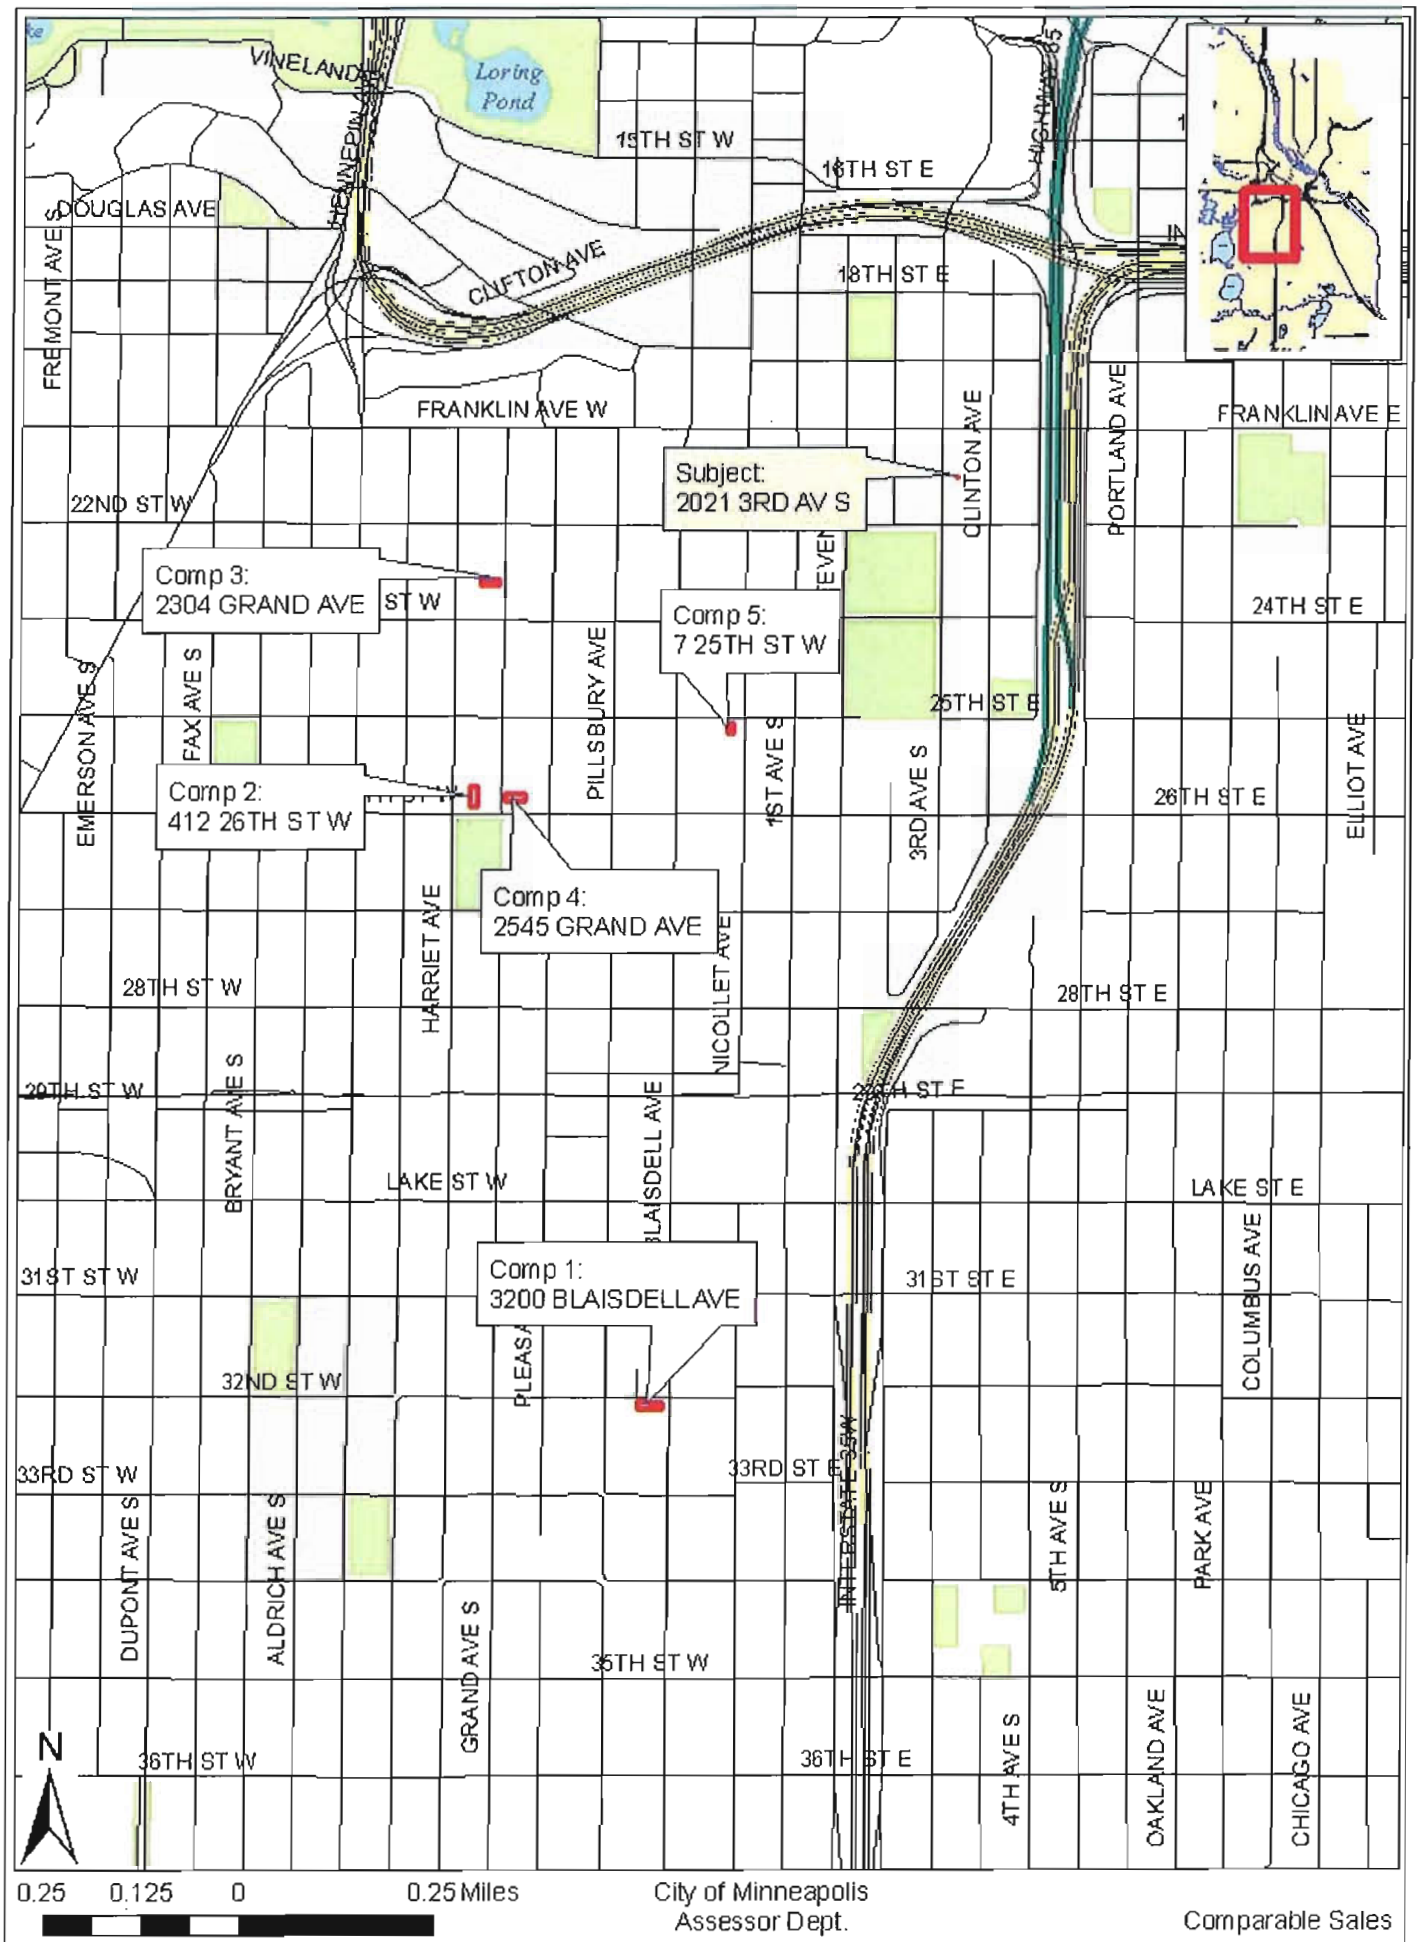 ke
VINELAND
Loring
Pond
HENNEPIN AVE
HIGHWAY 65
15TH ST W
16TH ST E
DOUGLAS AVE
FREMONT AVE S
CLIFTON AVE
18TH ST E
FRANKLIN AVE W
FRANKLIN AVE E
CLINTON AVE
PORTLAND AVE
Subject:
2021 3RD AV S
22ND ST W
Comp 3:
2304 GRAND AVE
ST W
Comp 5:
7 25TH ST W
24TH ST E
EMERSON AVE S
FAX AVE S
PILLSBURY AVE
1ST AVE S
25TH ST E
3RD AVE S
ELLIOT AVE
Comp 2:
412 26TH ST W
26TH ST E
Comp 4:
2545 GRAND AVE
HARRIET AVE
NICOLLET AVE
28TH ST W
28TH ST E
29TH ST W
29TH ST E
BRYANT AVE S
BLAISDELL AVE
LAKE ST W
LAKE ST E
Comp 1:
3200 BLAISDELL AVE
31ST ST W
31ST ST E
COLUMBUS AVE
PLEASA
32ND ST W
33RD ST W
33RD ST E
INTERSTATE 35W
DUPONT AVE S
ALDRICH AVE S
5TH AVE S
PARK AVE
GRAND AVE S
35TH ST W
36TH ST W
36TH ST E
4TH AVE S
OAKLAND AVE
CHICAGO AVE
N
0.25 0.125 0 0.25 Miles
City of Minneapolis
Assessor Dept.
Comparable Sales